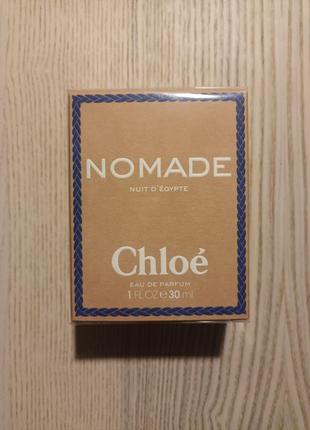 NOMADE
NUIT D'ÉGYPTE
Chloé
EAU DE PARFUM
1 FL OZ e 30 ml